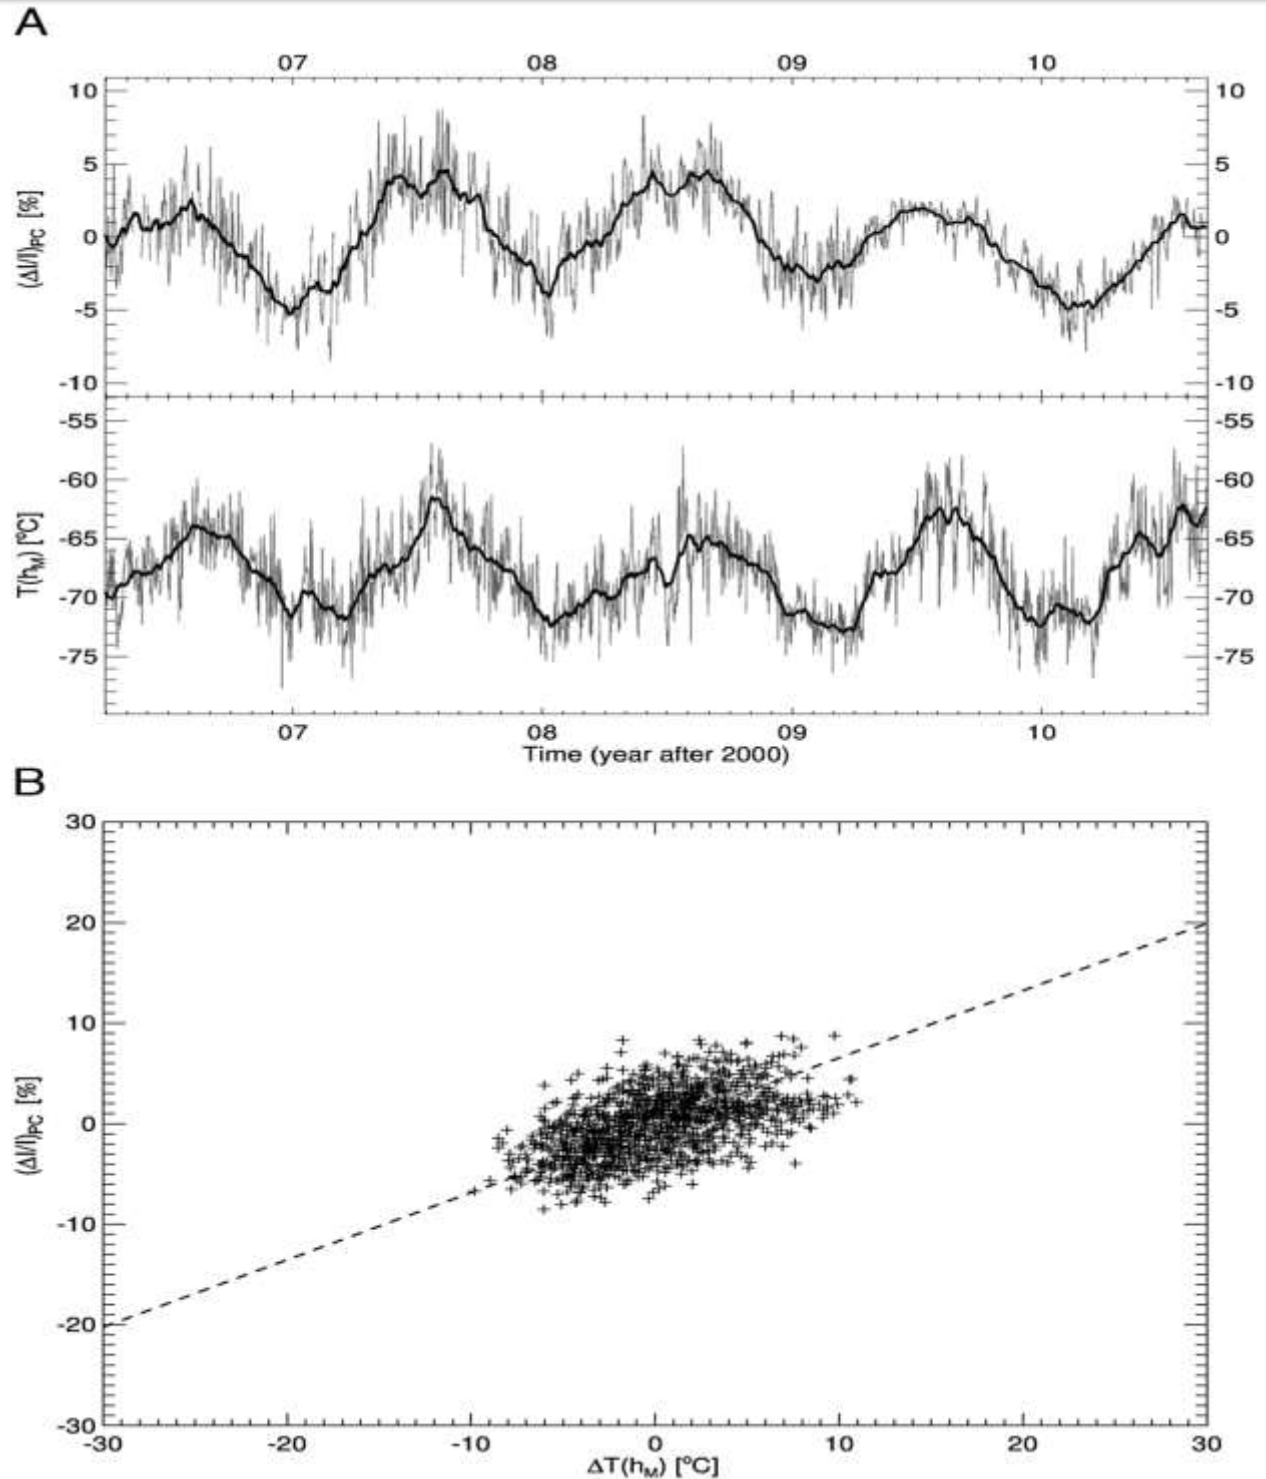 A
07 08 09 10
10 10
5 5
(ΔI/I)PC [%]
0 0
-5 -5
-10 -10
-55 -55
-60 -60
T(hM) [ºC]
-65 -65
-70 -70
-75 -75
07 08 09 10
Time (year after 2000)
B
30
20
10
(ΔI/I)PC [%]
0
-10
-20
-30
-30 -20 -10 0 10 20 30
ΔT(hM) [ºC]